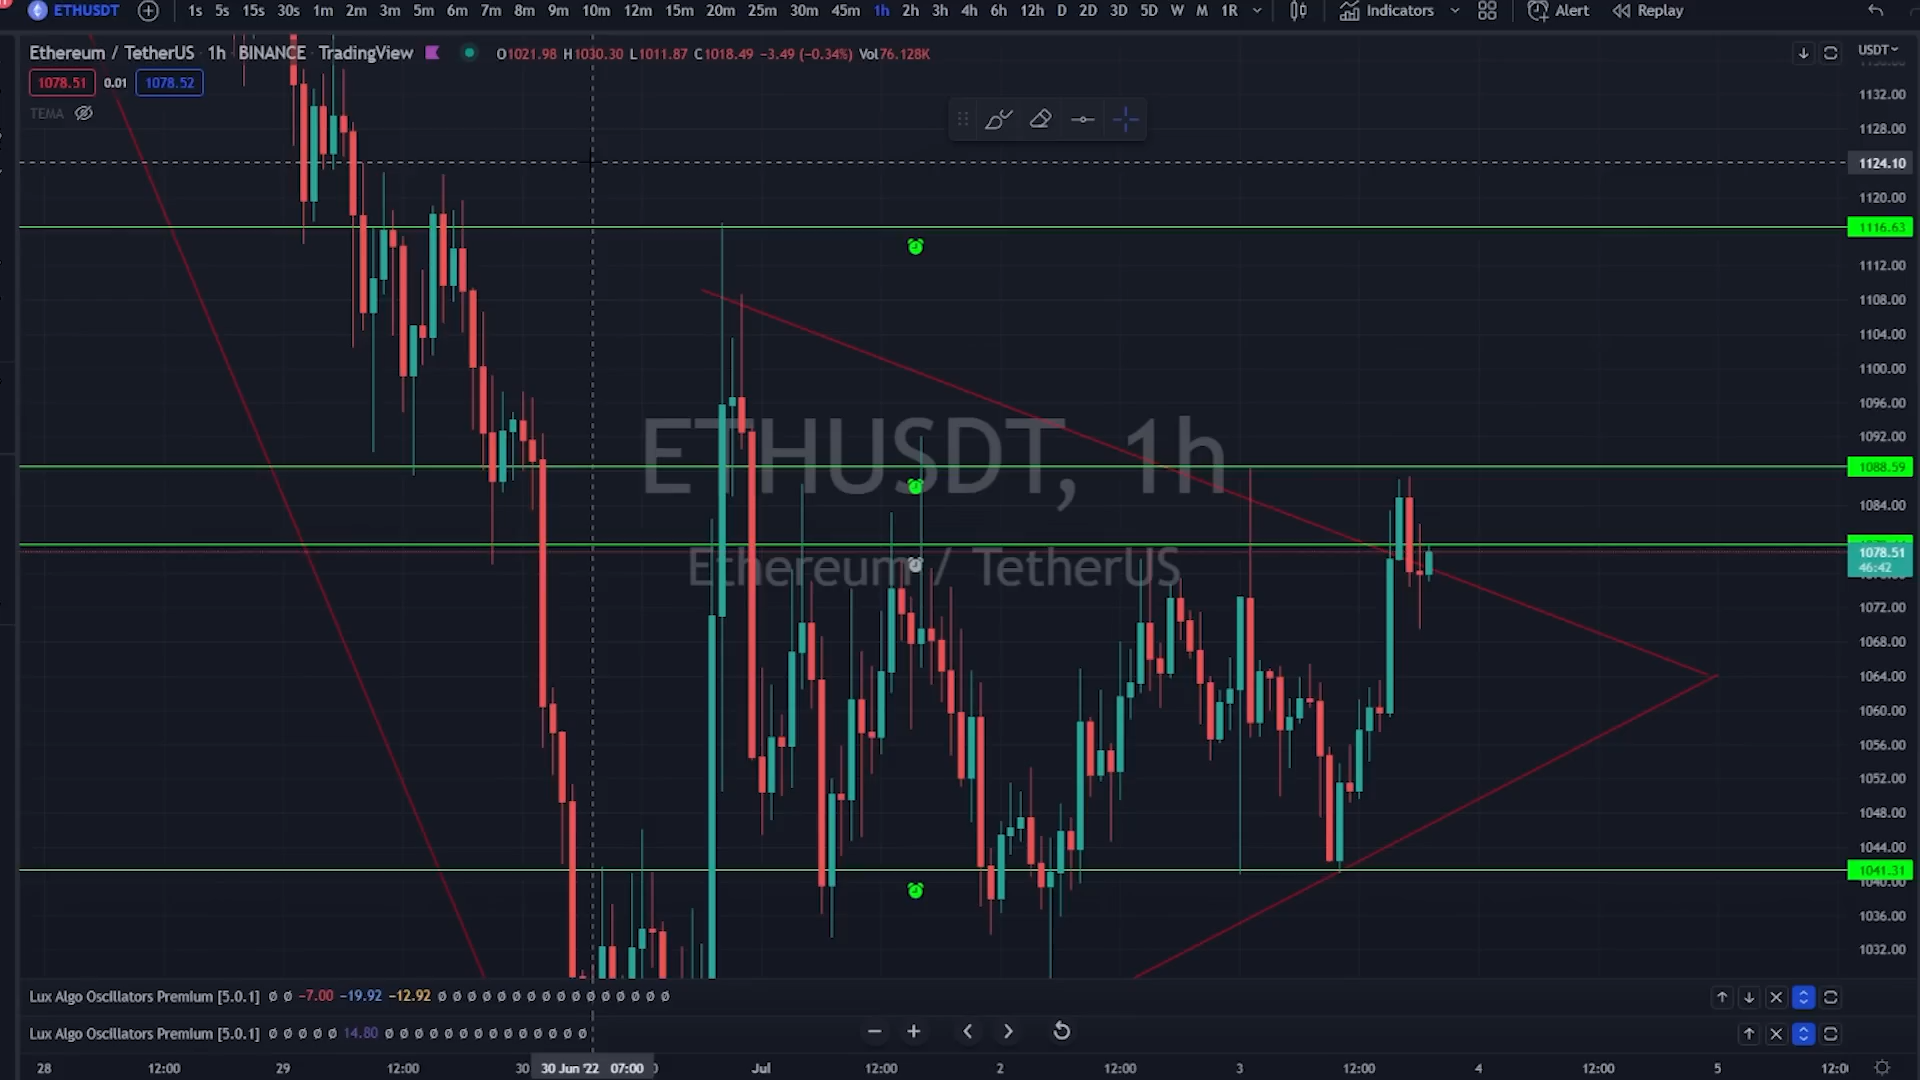 ETHUSDT 1s 5s 15s 30s 1m 2m 3m 5m 6m 7m 8m 9m 10m 12m 15m 20m 25m 30m 45m 1h 2h 3h 4h 6h 12h D 2D 3D 5D W M 1R Indicators Alert Replay
Ethereum / TetherUS 1h BINANCE TradingView O1021.98 H1030.30 L1011.87 C1018.49 −3.49 (−0.34%) Vol76.128K
USDT
1078.51 0.01 1078.52
TEMA
1132.00
1128.00
1124.10
1120.00
1116.63
1112.00
1108.00
1104.00
1100.00
1096.00
1092.00
ETHUSDT, 1h
1088.59
1084.00
1078.51
46:42
Ethereum / TetherUS
1072.00
1068.00
1064.00
1060.00
1056.00
1052.00
1048.00
1044.00
1041.31
1040.00
1036.00
1032.00
Lux Algo Oscillators Premium [5.0.1] ø ø −7.00 −19.92 −12.92 ø ø ø ø ø ø ø ø ø ø ø ø ø ø ø ø
Lux Algo Oscillators Premium [5.0.1] ø ø ø ø ø 14.80 ø ø ø ø ø ø ø ø ø ø ø ø ø ø
28 12:00 29 12:00 30 30 Jun '22 07:00 Jul 12:00 2 12:00 3 12:00 4 12:00 5 12:0